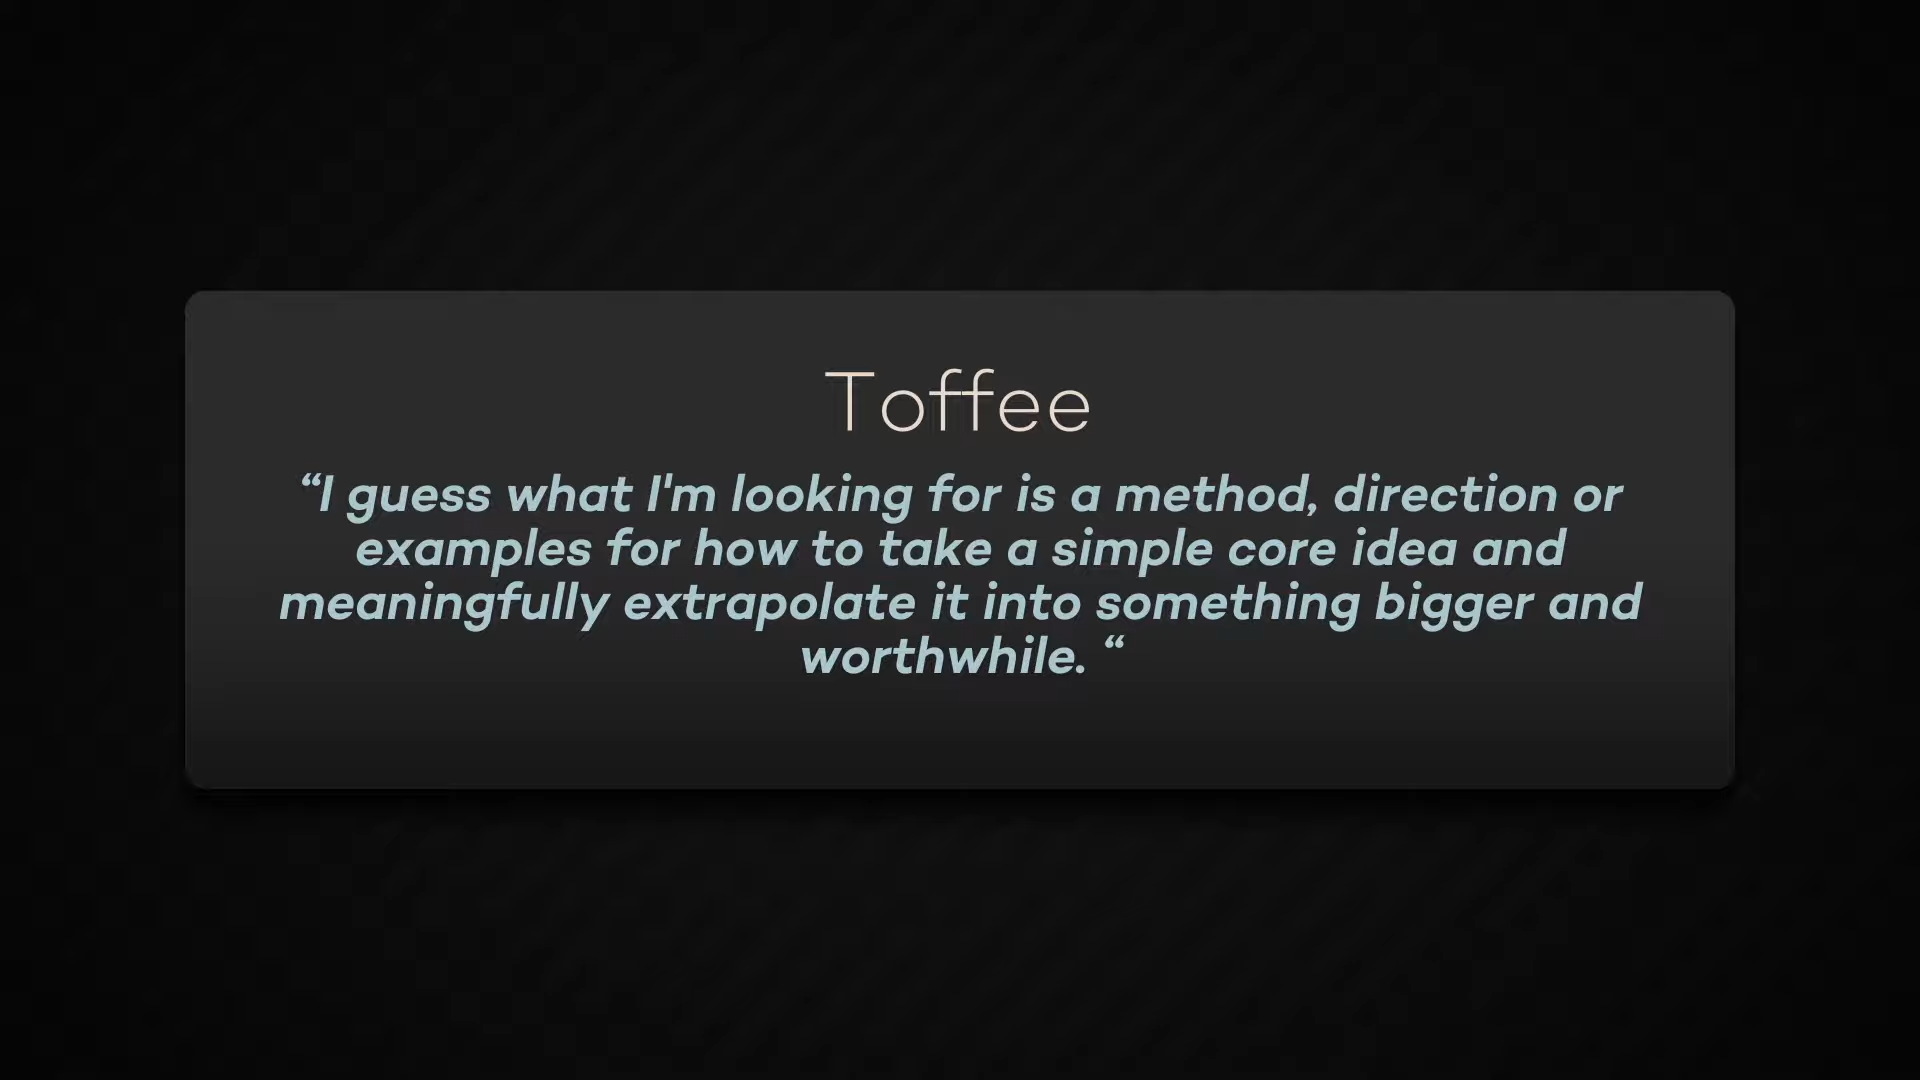 Toffee
“I guess what I'm looking for is a method, direction or
examples for how to take a simple core idea and
meaningfully extrapolate it into something bigger and
worthwhile. “